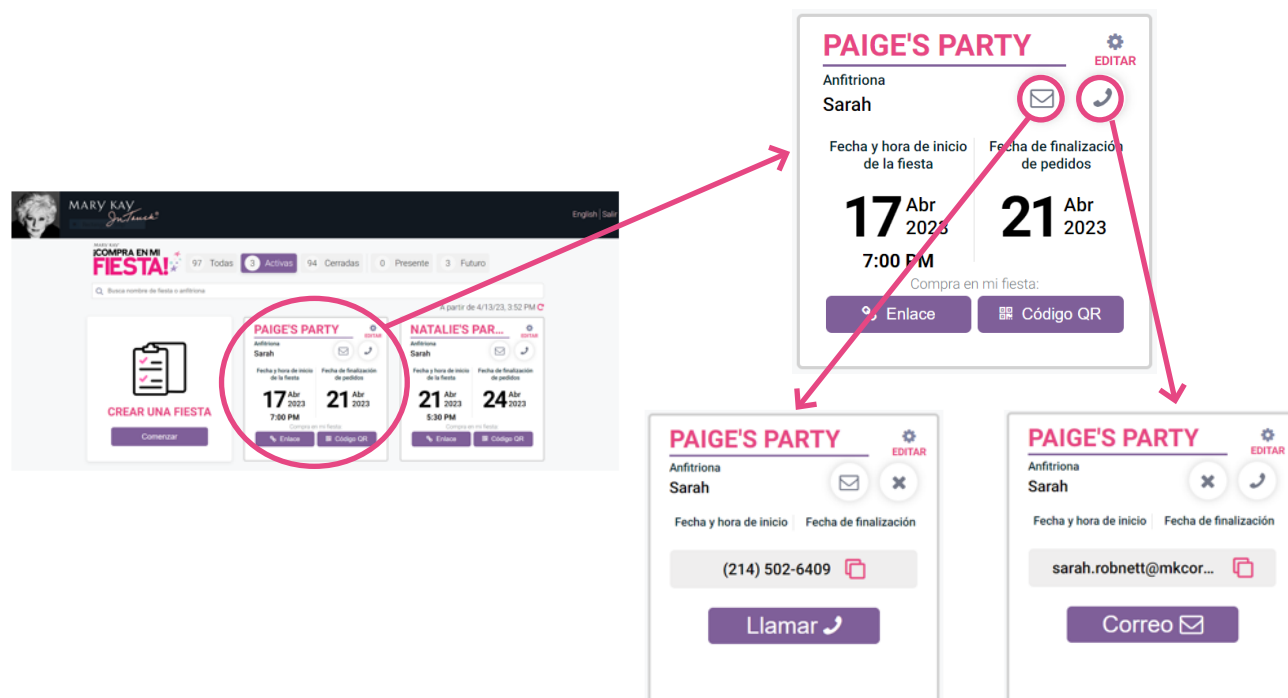 MARY KAY
InTouch®
English | Salir
MARY KAY
¡COMPRA EN MI
FIESTA!
97 Todas
3 Activas
94 Cerradas
0 Presente
3 Futuro
Busca nombre de fiesta o anfitriona
A partir de 4/13/23, 3:52 PM
CREAR UNA FIESTA
Comenzar
PAIGE'S PARTY
EDITAR
Anfitriona
Sarah
Fecha y hora de inicio
de la fiesta
Fecha de finalización
de pedidos
17 Abr
2023
21 Abr
2023
7:00 PM
Compra en mi fiesta:
Enlace
Código QR
NATALIE'S PAR...
EDITAR
Anfitriona
Sarah
Fecha y hora de inicio
de la fiesta
Fecha de finalización
de pedidos
21 Abr
2023
24 Abr
2023
5:30 PM
Compra en mi fiesta:
Enlace
Código QR
PAIGE'S PARTY
EDITAR
Anfitriona
Sarah
Fecha y hora de inicio
de la fiesta
Fecha de finalización
de pedidos
17 Abr
2023
21 Abr
2023
7:00 PM
Compra en mi fiesta:
Enlace
Código QR
PAIGE'S PARTY
EDITAR
Anfitriona
Sarah
Fecha y hora de inicio
Fecha de finalización
(214) 502-6409
Llamar
PAIGE'S PARTY
EDITAR
Anfitriona
Sarah
Fecha y hora de inicio
Fecha de finalización
sarah.robnett@mkcor...
Correo